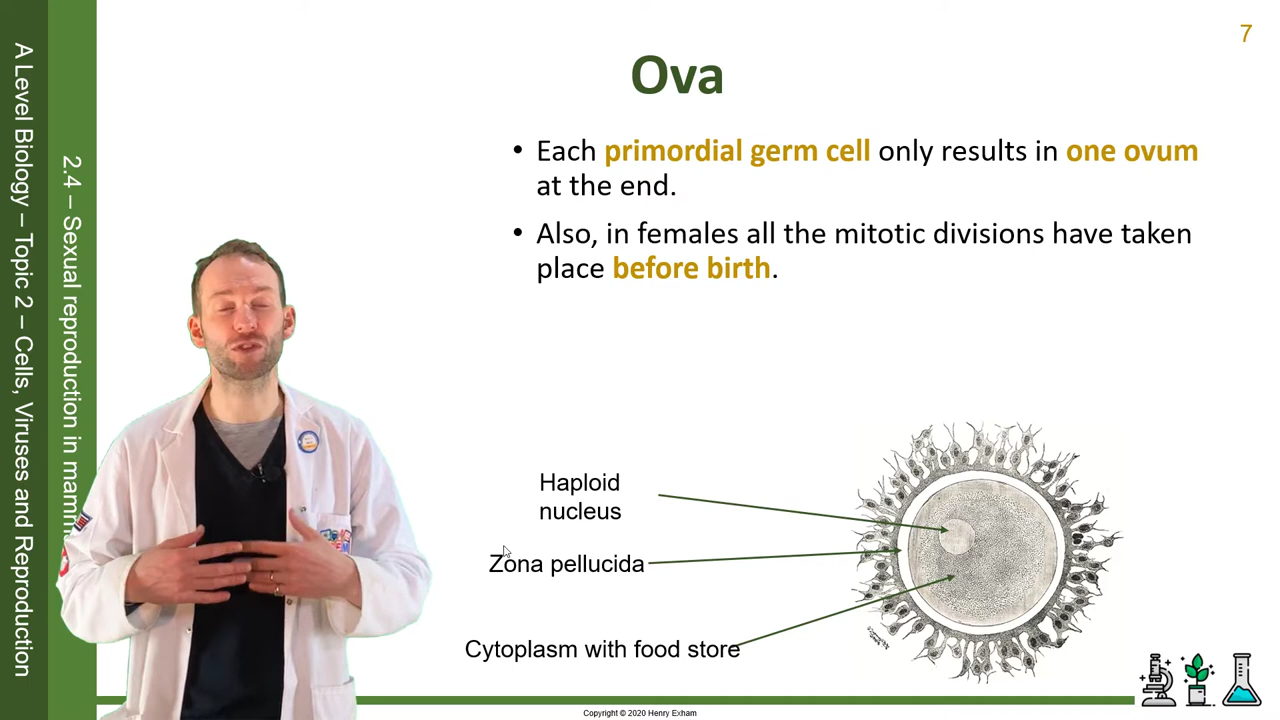 7
Ova
• Each primordial germ cell only results in one ovum
at the end.
• Also, in females all the mitotic divisions have taken
place before birth.
Haploid
nucleus
Zona pellucida
Cytoplasm with food store
A Level Biology – Topic 2 – Cells, Viruses and Reproduction
2.4 – Sexual reproduction in mamm
Copyright © 2020 Henry Exham